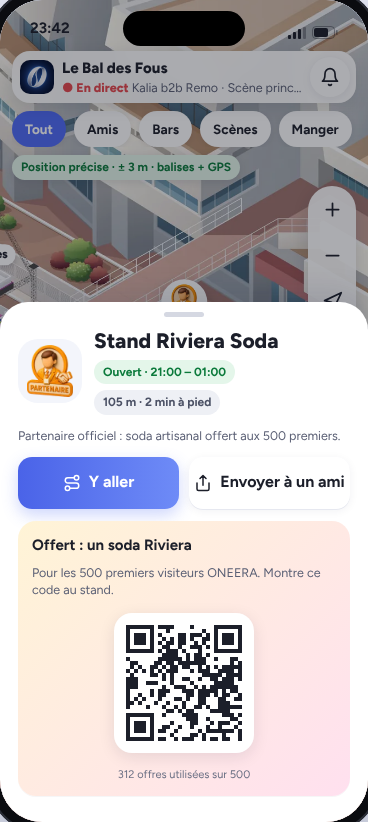 23:42
Le Bal des Fous
En direct Kalia b2b Remo · Scène princ...
Tout
Amis
Bars
Scènes
Manger
Position précise · ± 3 m · balises + GPS
es
Stand Riviera Soda
Ouvert · 21:00 – 01:00
PARTENAIRE
105 m · 2 min à pied
Partenaire officiel : soda artisanal offert aux 500 premiers.
Y aller
Envoyer à un ami
Offert : un soda Riviera
Pour les 500 premiers visiteurs ONEERA. Montre ce
code au stand.
312 offres utilisées sur 500